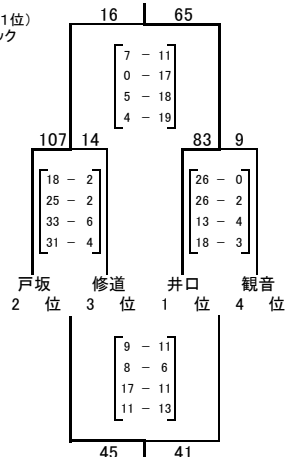 1位)
ック
16 65
7 - 11
0 - 17
5 - 18
4 - 19
107 14 83 9
18 - 2 26 - 0
25 - 2 26 - 2
33 - 6 13 - 4
31 - 4 18 - 3
戸坂 修道 井口 観音
2 位 3 位 1 位 4 位
9 - 11
8 - 6
17 - 11
11 - 13
45 41